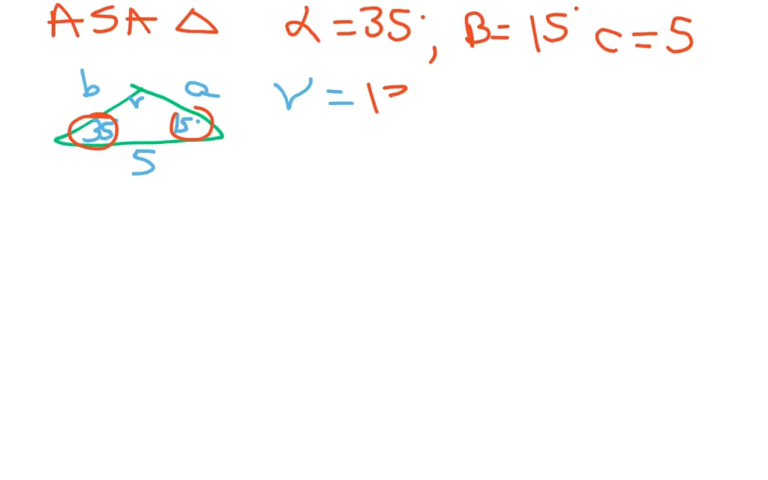 ASA △ α = 35°; β = 15° c = 5
b a γ = 1
γ
35° 15°
5